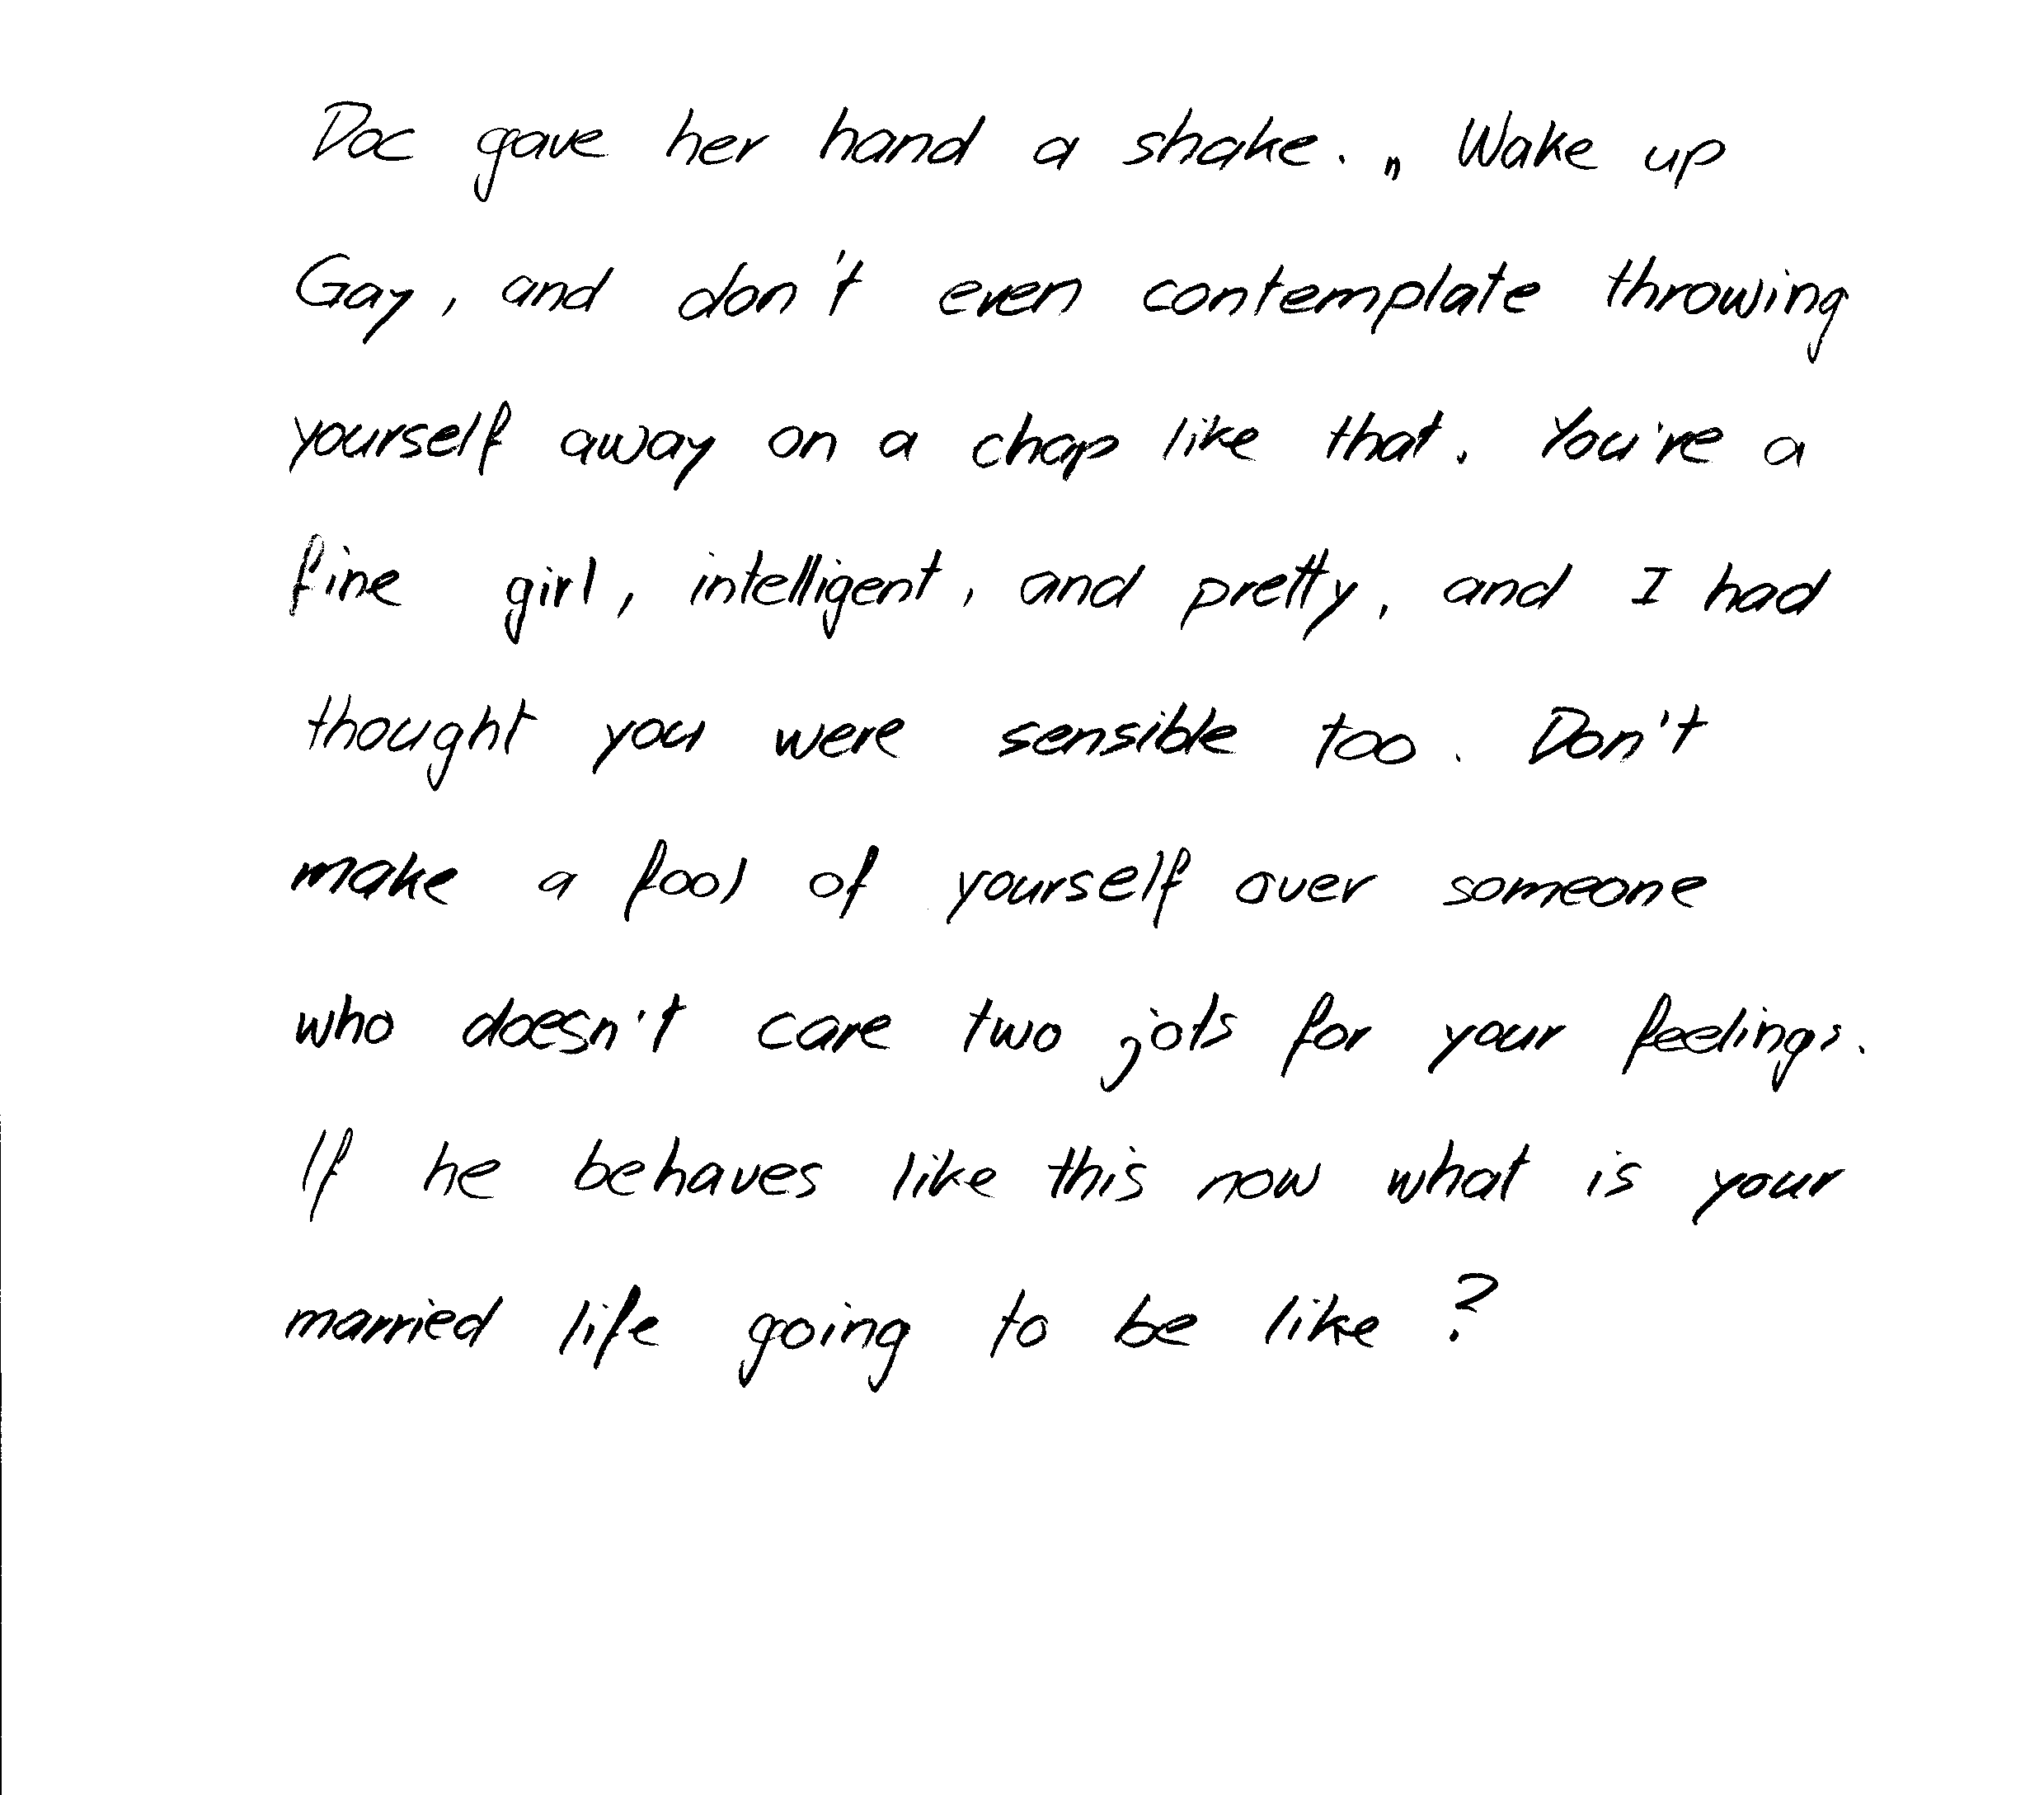 Doc gave her hand a shake. „ Wake up
Gay, and don't even contemplate throwing
yourself away on a chap like that. You're a
fine girl, intelligent, and pretty, and I had
thought you were sensible too. Don't
make a fool of yourself over someone
who doesn't care two jots for your feelings.
If he behaves like this now what is your
married life going to be like ?